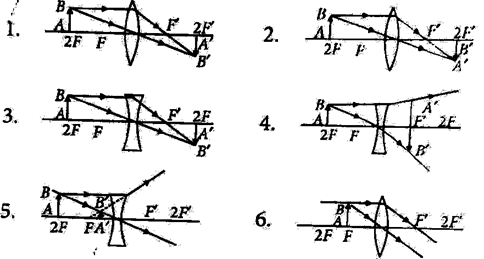 1. B A 2F F F' 2F' A' B'
2. B A 2F F F' 2F' B' A'
3. B A 2F F F' 2F A' B'
4. B A 2F F A' F' 2F B'
5. B A 2F B' F A' F' 2F'
6. B A 2F F F' 2F'